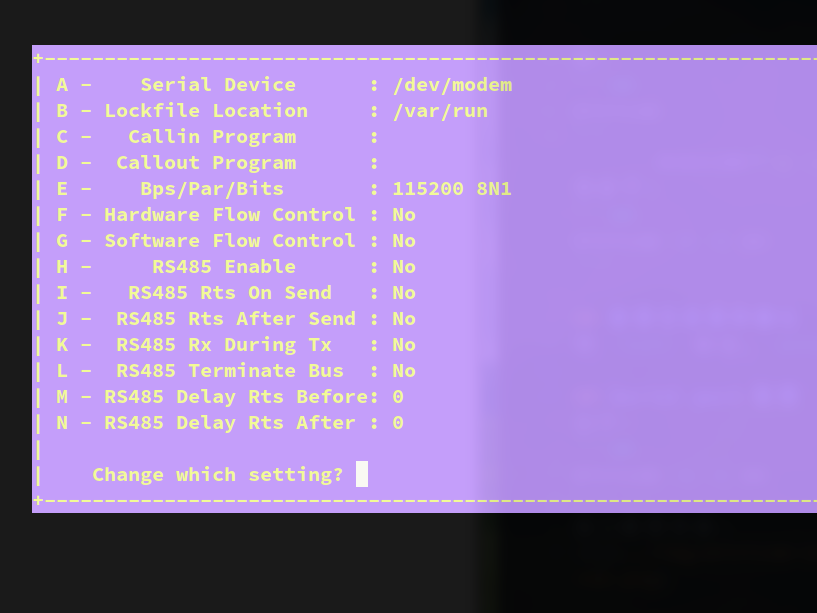 +-----------------------------------------------------------------
| A -    Serial Device      : /dev/modem
| B - Lockfile Location     : /var/run
| C -   Callin Program      :
| D -  Callout Program      :
| E -    Bps/Par/Bits       : 115200 8N1
| F - Hardware Flow Control : No
| G - Software Flow Control : No
| H -     RS485 Enable      : No
| I -   RS485 Rts On Send   : No
| J -  RS485 Rts After Send : No
| K -  RS485 Rx During Tx   : No
| L -  RS485 Terminate Bus  : No
| M - RS485 Delay Rts Before: 0
| N - RS485 Delay Rts After : 0
|
|    Change which setting?
+-----------------------------------------------------------------